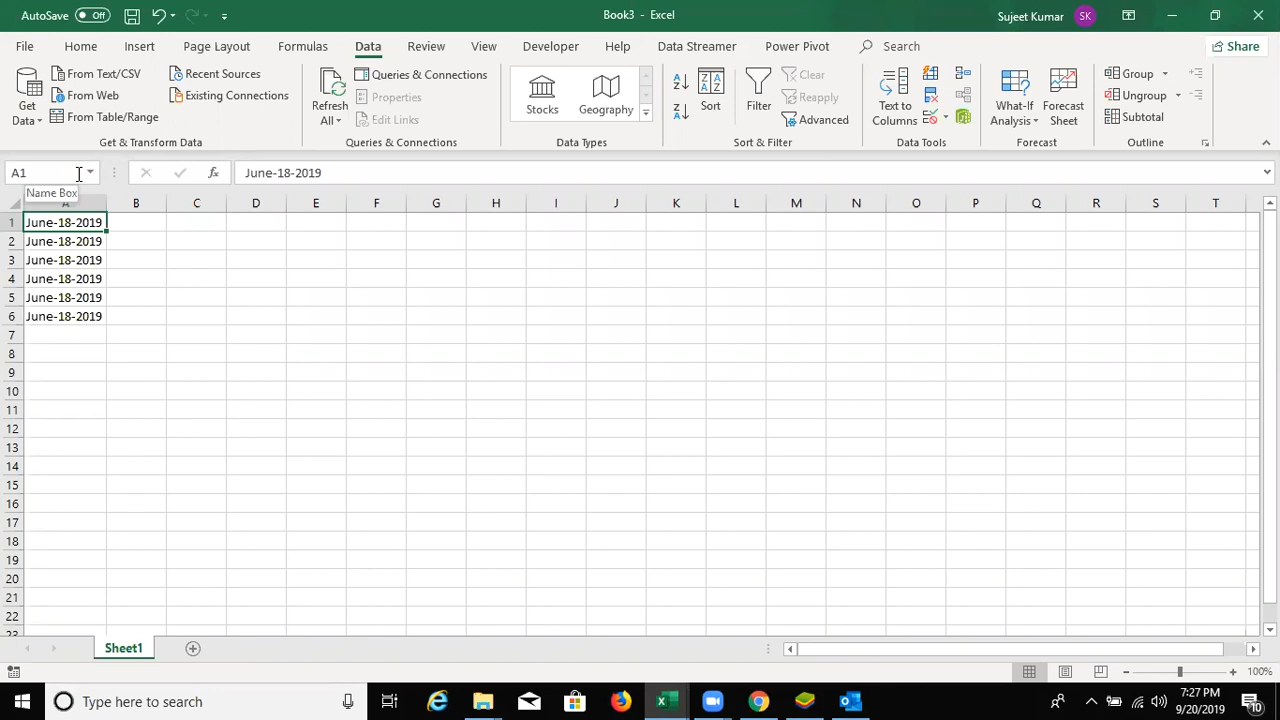 AutoSave Off Book3 - Excel Sujeet Kumar SK
File Home Insert Page Layout Formulas Data Review View Developer Help Data Streamer Power Pivot Search Share
Get Data From Text/CSV From Web From Table/Range Recent Sources Existing Connections
Refresh All Queries & Connections Properties Edit Links
Stocks Geography
Sort Filter Clear Reapply Advanced
Text to Columns
What-If Analysis Forecast Sheet
Group Ungroup Subtotal
Get & Transform Data Queries & Connections Data Types Sort & Filter Data Tools Forecast Outline
A1 fx June-18-2019
Name Box
A B C D E F G H I J K L M N O P Q R S T
1 June-18-2019
2 June-18-2019
3 June-18-2019
4 June-18-2019
5 June-18-2019
6 June-18-2019
7
8
9
10
11
12
13
14
15
16
17
18
19
20
21
22
23
Sheet1
100%
Type here to search 7:27 PM
9/20/2019 10